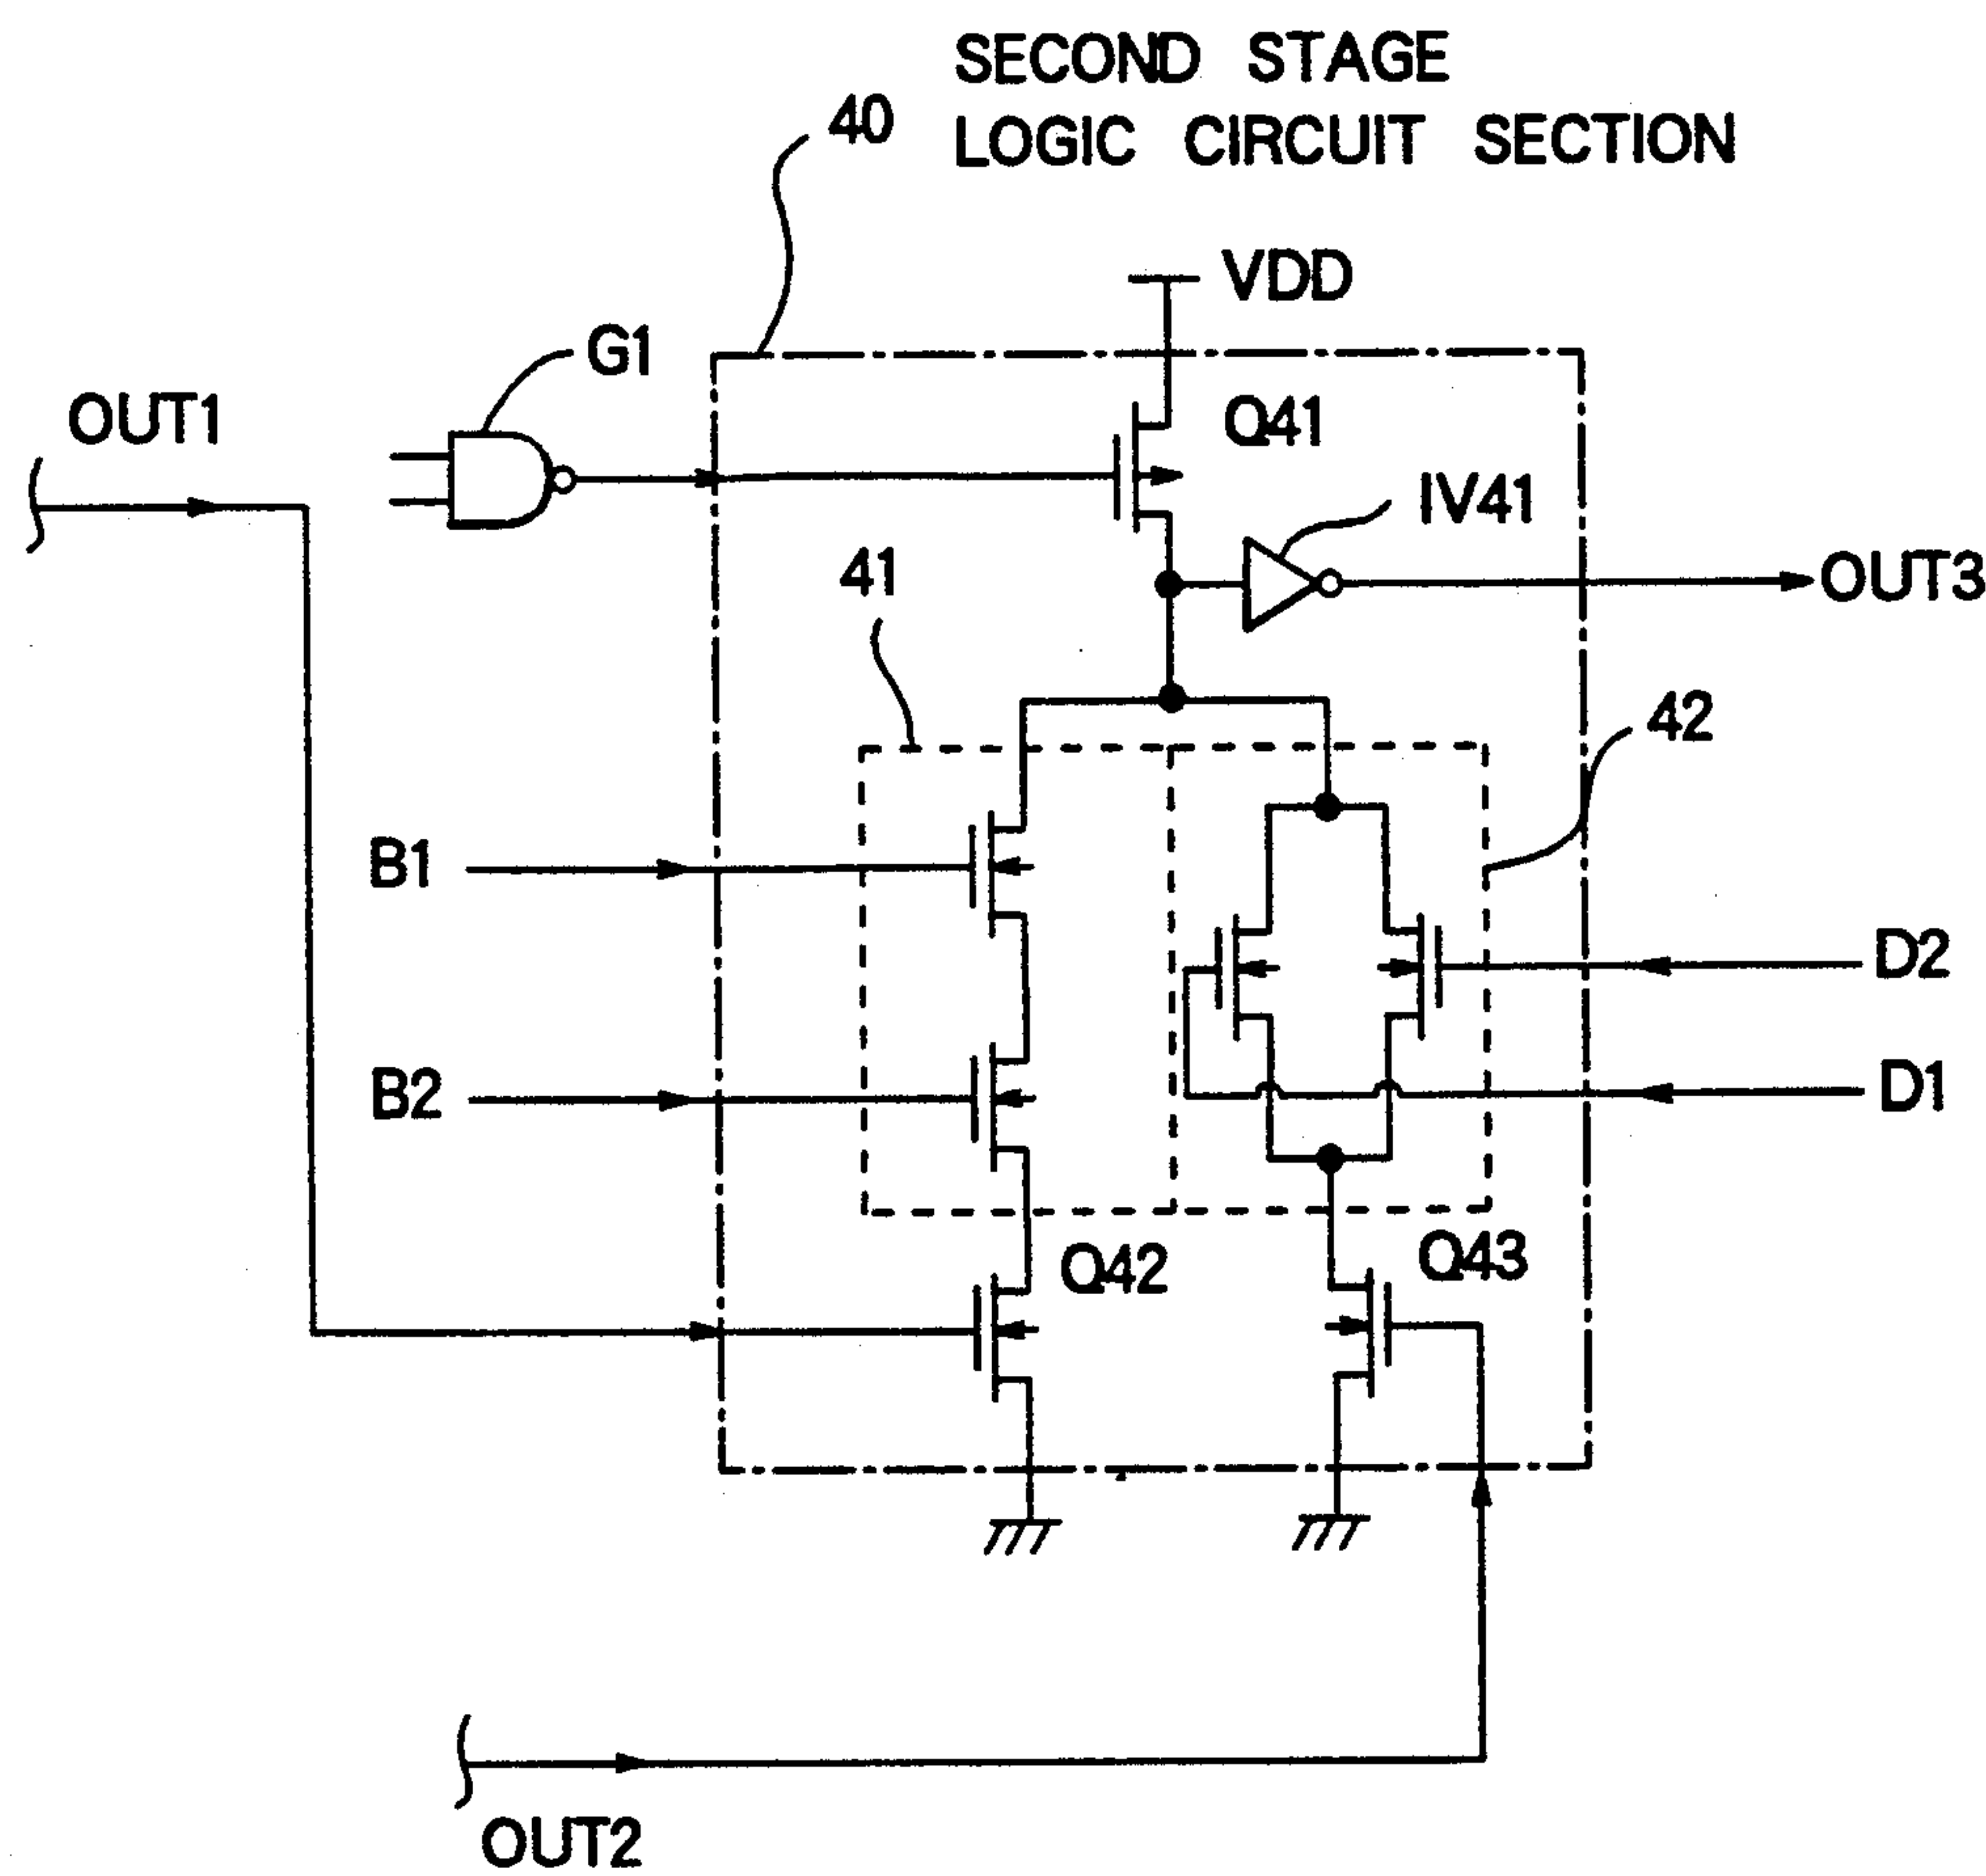 SECOND STAGE
LOGIC CIRCUIT SECTION
40
VDD
G1
OUT1
Q41
IV41
OUT3
41
42
B1
D2
B2
D1
Q42
Q43
OUT2